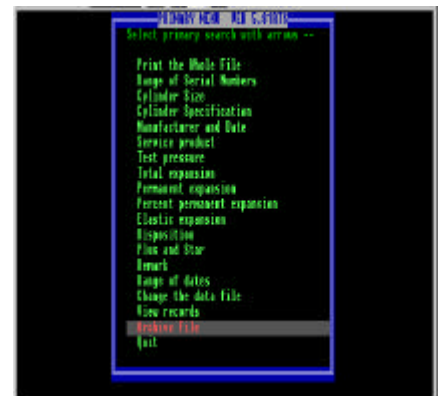 PRIMARY MENU
Select primary search with arrows --
Print the Whole File
Range of Serial Numbers
Cylinder Size
Cylinder Specification
Manufacturer and Date
Service product
Test pressure
Total expansion
Permanent expansion
Percent permanent expansion
Elastic expansion
Disposition
Plus and Star
Remark
Range of dates
Change the data file
View records
Archive file
Quit